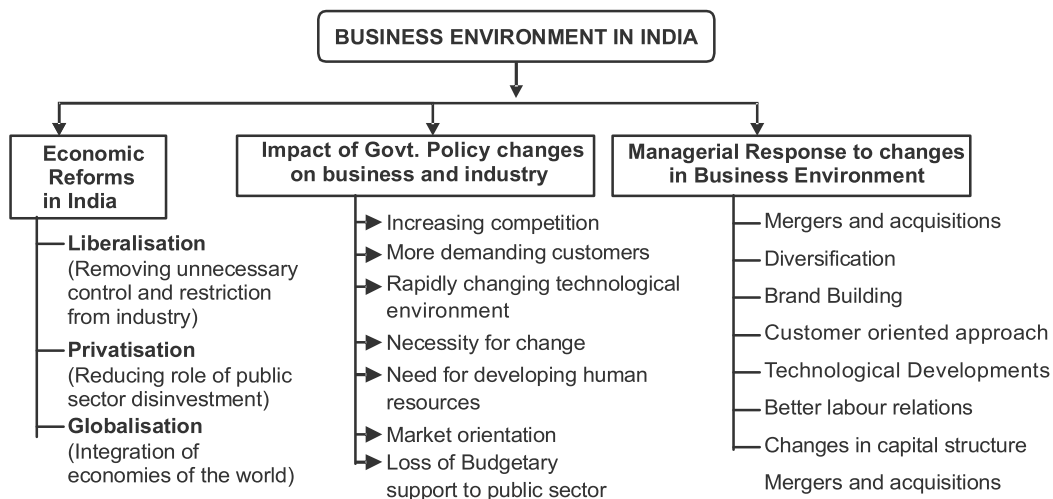 BUSINESS ENVIRONMENT IN INDIA
Economic
Reforms
in India
Liberalisation
(Removing unnecessary
control and restriction
from industry)
Privatisation
(Reducing role of public
sector disinvestment)
Globalisation
(Integration of
economies of the world)
Impact of Govt. Policy changes
on business and industry
Increasing competition
More demanding customers
Rapidly changing technological
environment
Necessity for change
Need for developing human
resources
Market orientation
Loss of Budgetary
support to public sector
Managerial Response to changes
in Business Environment
Mergers and acquisitions
Diversification
Brand Building
Customer oriented approach
Technological Developments
Better labour relations
Changes in capital structure
Mergers and acquisitions